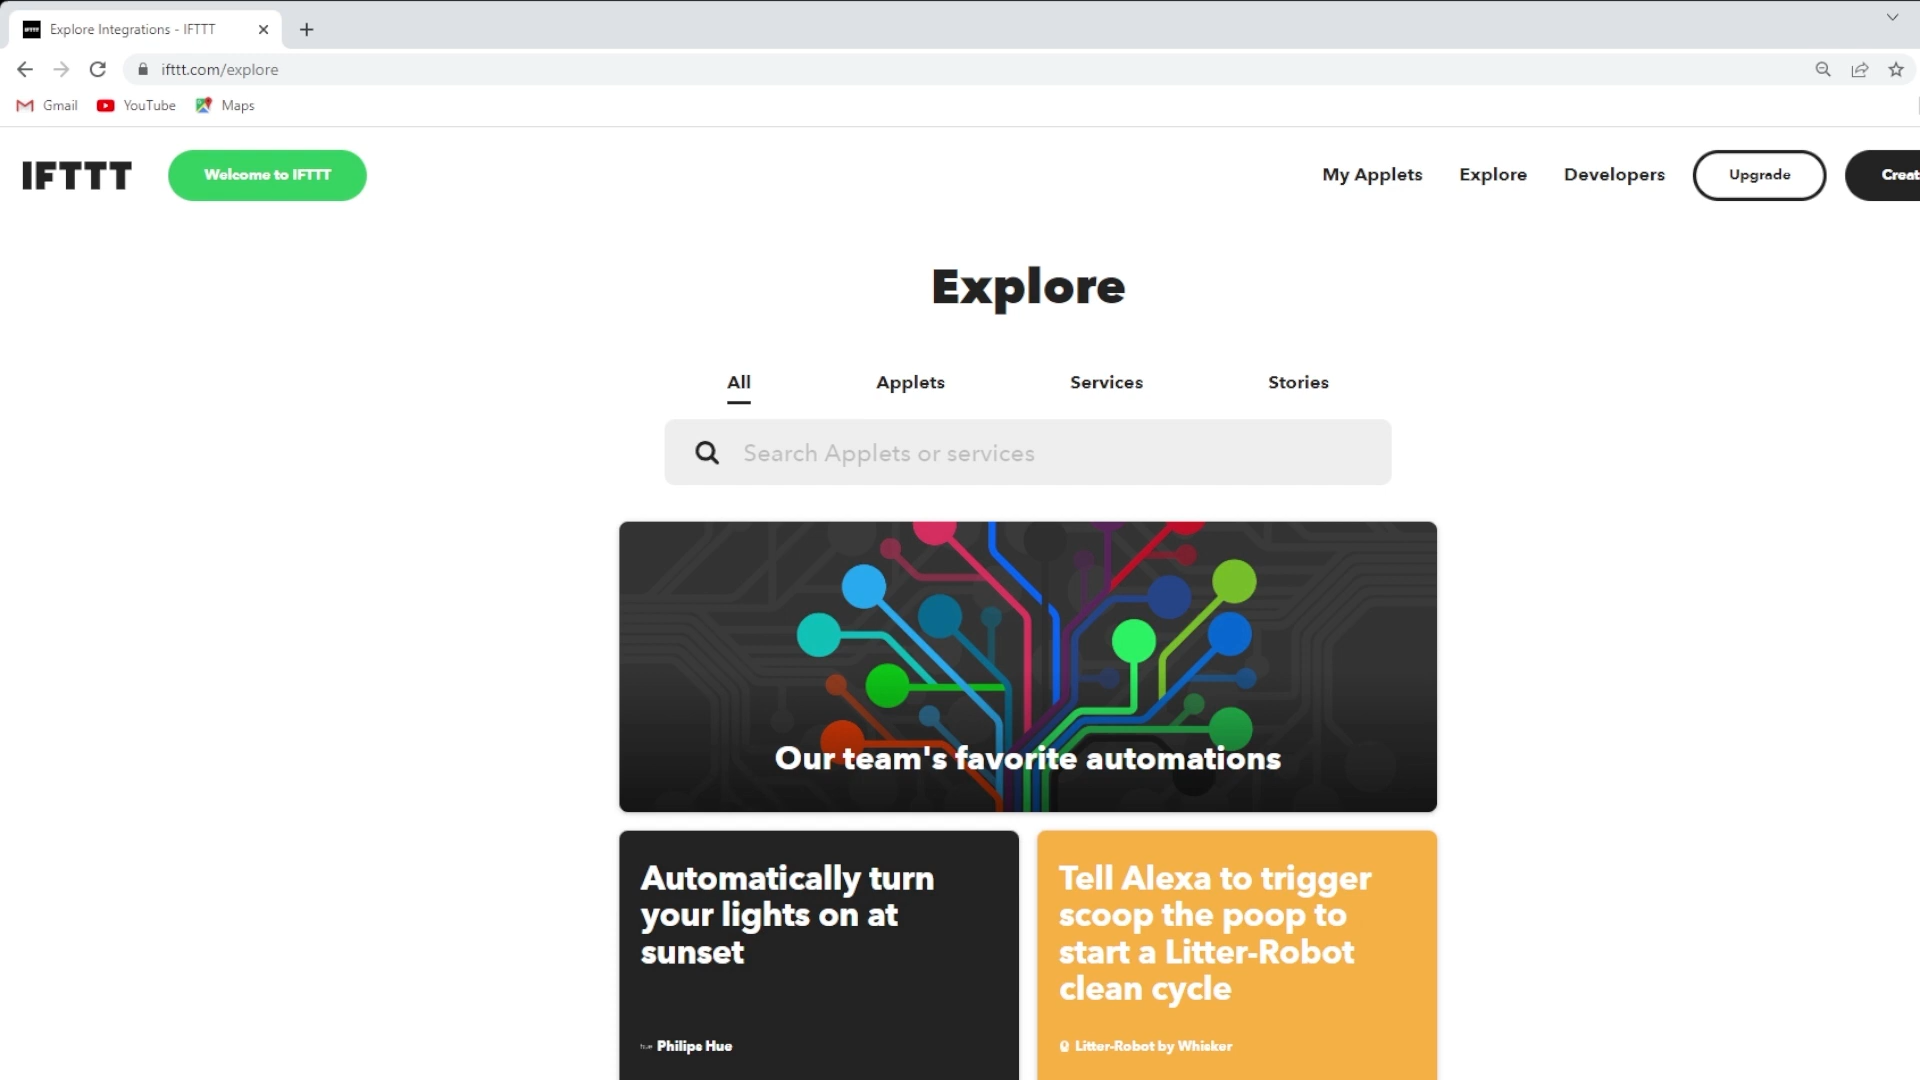 Explore Integrations - IFTTT
ifttt.com/explore
Gmail YouTube Maps
IFTTT Welcome to IFTTT My Applets Explore Developers Upgrade Creat
Explore
All Applets Services Stories
Search Applets or services
Our team's favorite automations
Automatically turn
your lights on at
sunset
hue Philips Hue
Tell Alexa to trigger
scoop the poop to
start a Litter-Robot
clean cycle
Litter-Robot by Whisker